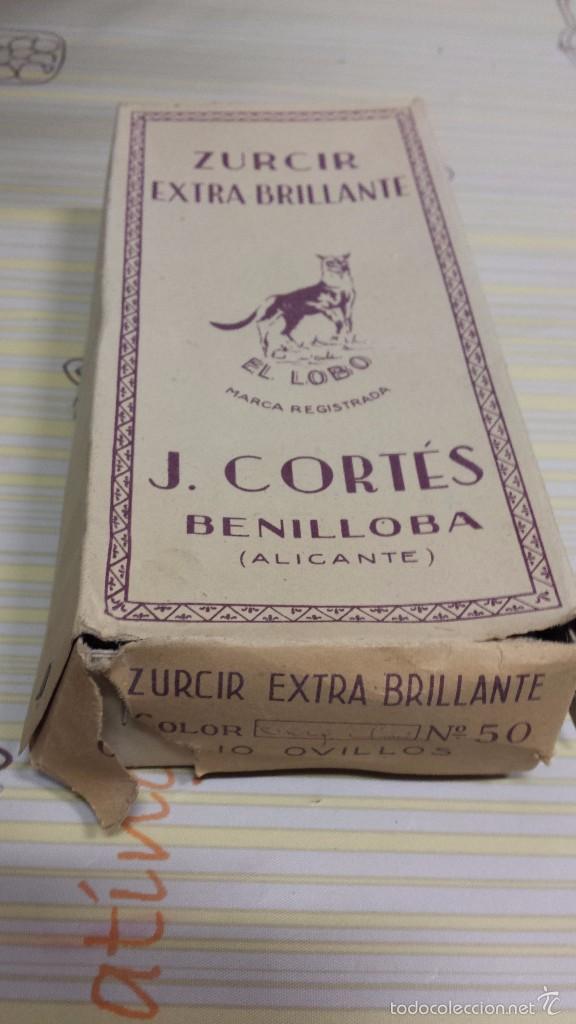 ZURCIR
EXTRA BRILLANTE
EL LOBO
MARCA REGISTRADA
J. CORTÉS
BENILLOBA
(ALICANTE)
ZURCIR EXTRA BRILLANTE
COLOR Nº 50
10 OVILLOS
J
atín
todocoleccion.net